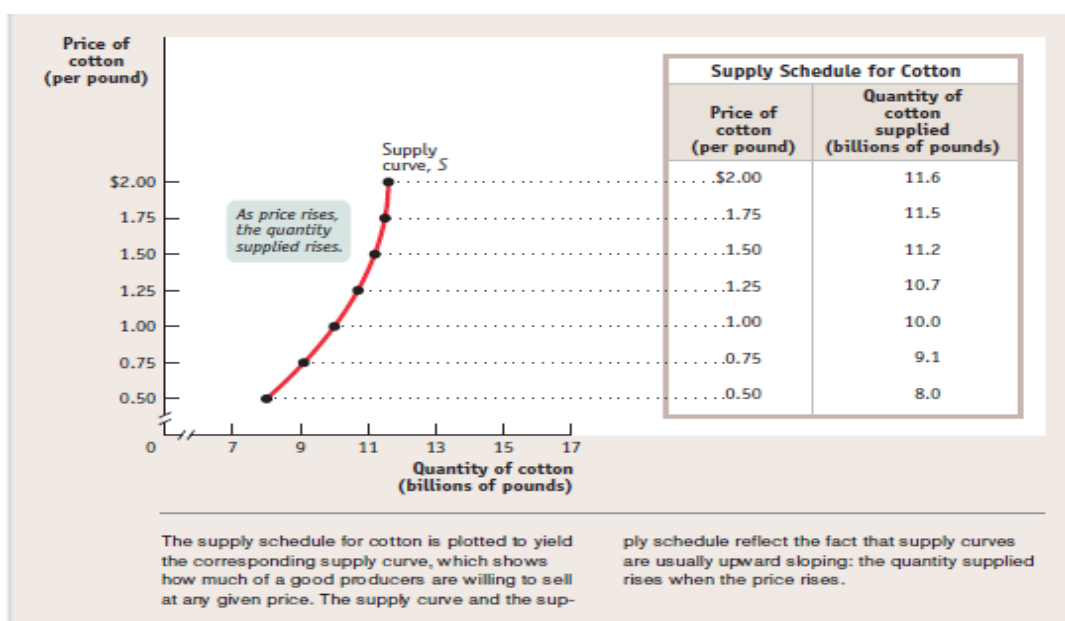 Price of
cotton
(per pound)
$2.00
1.75
1.50
1.25
1.00
0.75
0.50
0
7
9
11
13
15
17
Quantity of cotton
(billions of pounds)
Supply
curve, S
As price rises,
the quantity
supplied rises.
Supply Schedule for Cotton
Price of
cotton
(per pound)
Quantity of
cotton
supplied
(billions of pounds)
$2.00 11.6
1.75 11.5
1.50 11.2
1.25 10.7
1.00 10.0
0.75 9.1
0.50 8.0
The supply schedule for cotton is plotted to yield
the corresponding supply curve, which shows
how much of a good producers are willing to sell
at any given price. The supply curve and the sup-
ply schedule reflect the fact that supply curves
are usually upward sloping: the quantity supplied
rises when the price rises.